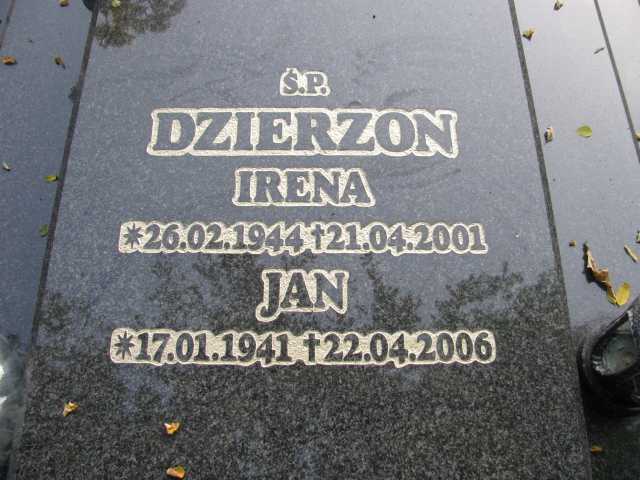 Ś.P.
DZIERZON
IRENA
*26.02.1944 †21.04.2001
JAN
*17.01.1941 †22.04.2006